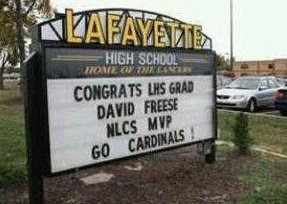 LAFAYETTE
HIGH SCHOOL
HOME OF THE LANCERS
CONGRATS LHS GRAD
DAVID FREESE
NLCS MVP
GO CARDINALS !